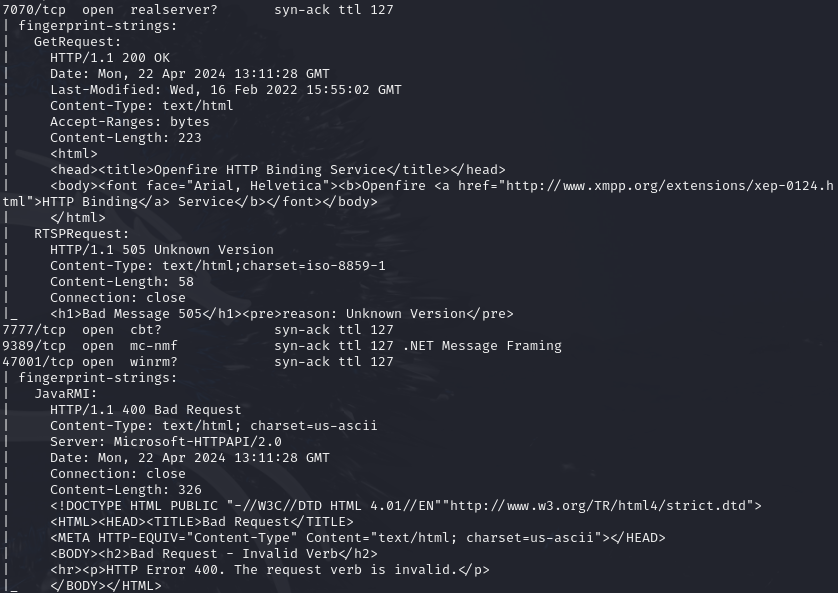 7070/tcp  open  realserver?       syn-ack ttl 127
| fingerprint-strings:
|   GetRequest:
|     HTTP/1.1 200 OK
|     Date: Mon, 22 Apr 2024 13:11:28 GMT
|     Last-Modified: Wed, 16 Feb 2022 15:55:02 GMT
|     Content-Type: text/html
|     Accept-Ranges: bytes
|     Content-Length: 223
|     <html>
|     <head><title>Openfire HTTP Binding Service</title></head>
|     <body><font face="Arial, Helvetica"><b>Openfire <a href="http://www.xmpp.org/extensions/xep-0124.h
tml">HTTP Binding</a> Service</b></font></body>
|     </html>
|   RTSPRequest:
|     HTTP/1.1 505 Unknown Version
|     Content-Type: text/html;charset=iso-8859-1
|     Content-Length: 58
|     Connection: close
|_    <h1>Bad Message 505</h1><pre>reason: Unknown Version</pre>
7777/tcp  open  cbt?              syn-ack ttl 127
9389/tcp  open  mc-nmf            syn-ack ttl 127 .NET Message Framing
47001/tcp open  winrm?            syn-ack ttl 127
| fingerprint-strings:
|   JavaRMI:
|     HTTP/1.1 400 Bad Request
|     Content-Type: text/html; charset=us-ascii
|     Server: Microsoft-HTTPAPI/2.0
|     Date: Mon, 22 Apr 2024 13:11:28 GMT
|     Connection: close
|     Content-Length: 326
|     <!DOCTYPE HTML PUBLIC "-//W3C//DTD HTML 4.01//EN""http://www.w3.org/TR/html4/strict.dtd">
|     <HTML><HEAD><TITLE>Bad Request</TITLE>
|     <META HTTP-EQUIV="Content-Type" Content="text/html; charset=us-ascii"></HEAD>
|     <BODY><h2>Bad Request - Invalid Verb</h2>
|     <hr><p>HTTP Error 400. The request verb is invalid.</p>
|_    </BODY></HTML>